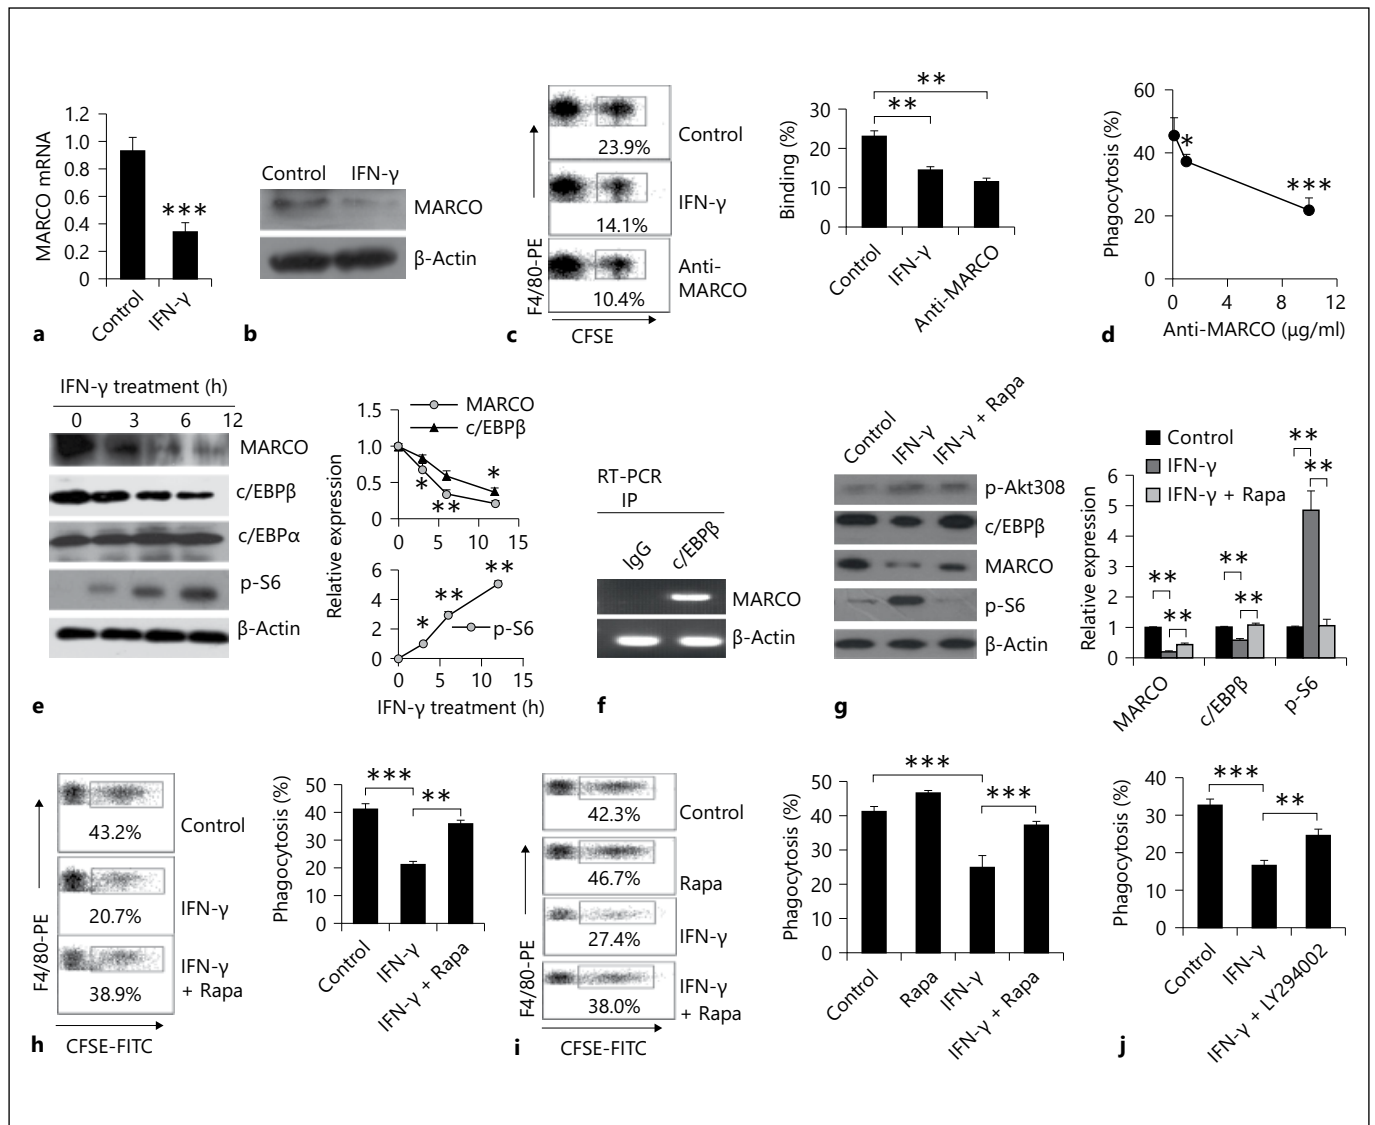 1.2
1.0
0.8
0.6
0.4
0.2
0
MARCO mRNA
***
Control
IFN-γ
a
Control IFN-γ
MARCO
β-Actin
b
23.9%
Control
14.1%
IFN-γ
10.4%
Anti-
MARCO
F4/80-PE
CFSE
c
30
20
10
0
Binding (%)
**
**
Control
IFN-γ
Anti-MARCO
60
40
20
0
Phagocytosis (%)
*
***
0 4 8 12
Anti-MARCO (µg/ml)
d
IFN-γ treatment (h)
0 3 6 12
MARCO
c/EBPβ
c/EBPα
p-S6
β-Actin
e
Relative expression
1.5
1.0
0.5
0
MARCO
c/EBPβ
*
**
*
0 5 10 15
6
4
2
0
*
**
**
p-S6
0 5 10 15
IFN-γ treatment (h)
RT-PCR
IP
IgG
c/EBPβ
MARCO
β-Actin
f
Control
IFN-γ
IFN-γ + Rapa
p-Akt308
c/EBPβ
MARCO
p-S6
β-Actin
g
Control
IFN-γ
IFN-γ + Rapa
6
5
4
3
2
1
0
Relative expression
**
**
**
**
**
**
MARCO
c/EBPβ
p-S6
43.2%
Control
20.7%
IFN-γ
38.9%
IFN-γ
+ Rapa
F4/80-PE
CFSE-FITC
h
50
40
30
20
10
0
Phagocytosis (%)
***
**
Control
IFN-γ
IFN-γ + Rapa
42.3%
Control
46.7%
Rapa
27.4%
IFN-γ
38.0%
IFN-γ
+ Rapa
F4/80-PE
CFSE-FITC
i
50
40
30
20
10
0
Phagocytosis (%)
***
***
Control
Rapa
IFN-γ
IFN-γ + Rapa
40
30
20
10
0
Phagocytosis (%)
***
**
Control
IFN-γ
IFN-γ + LY294002
j